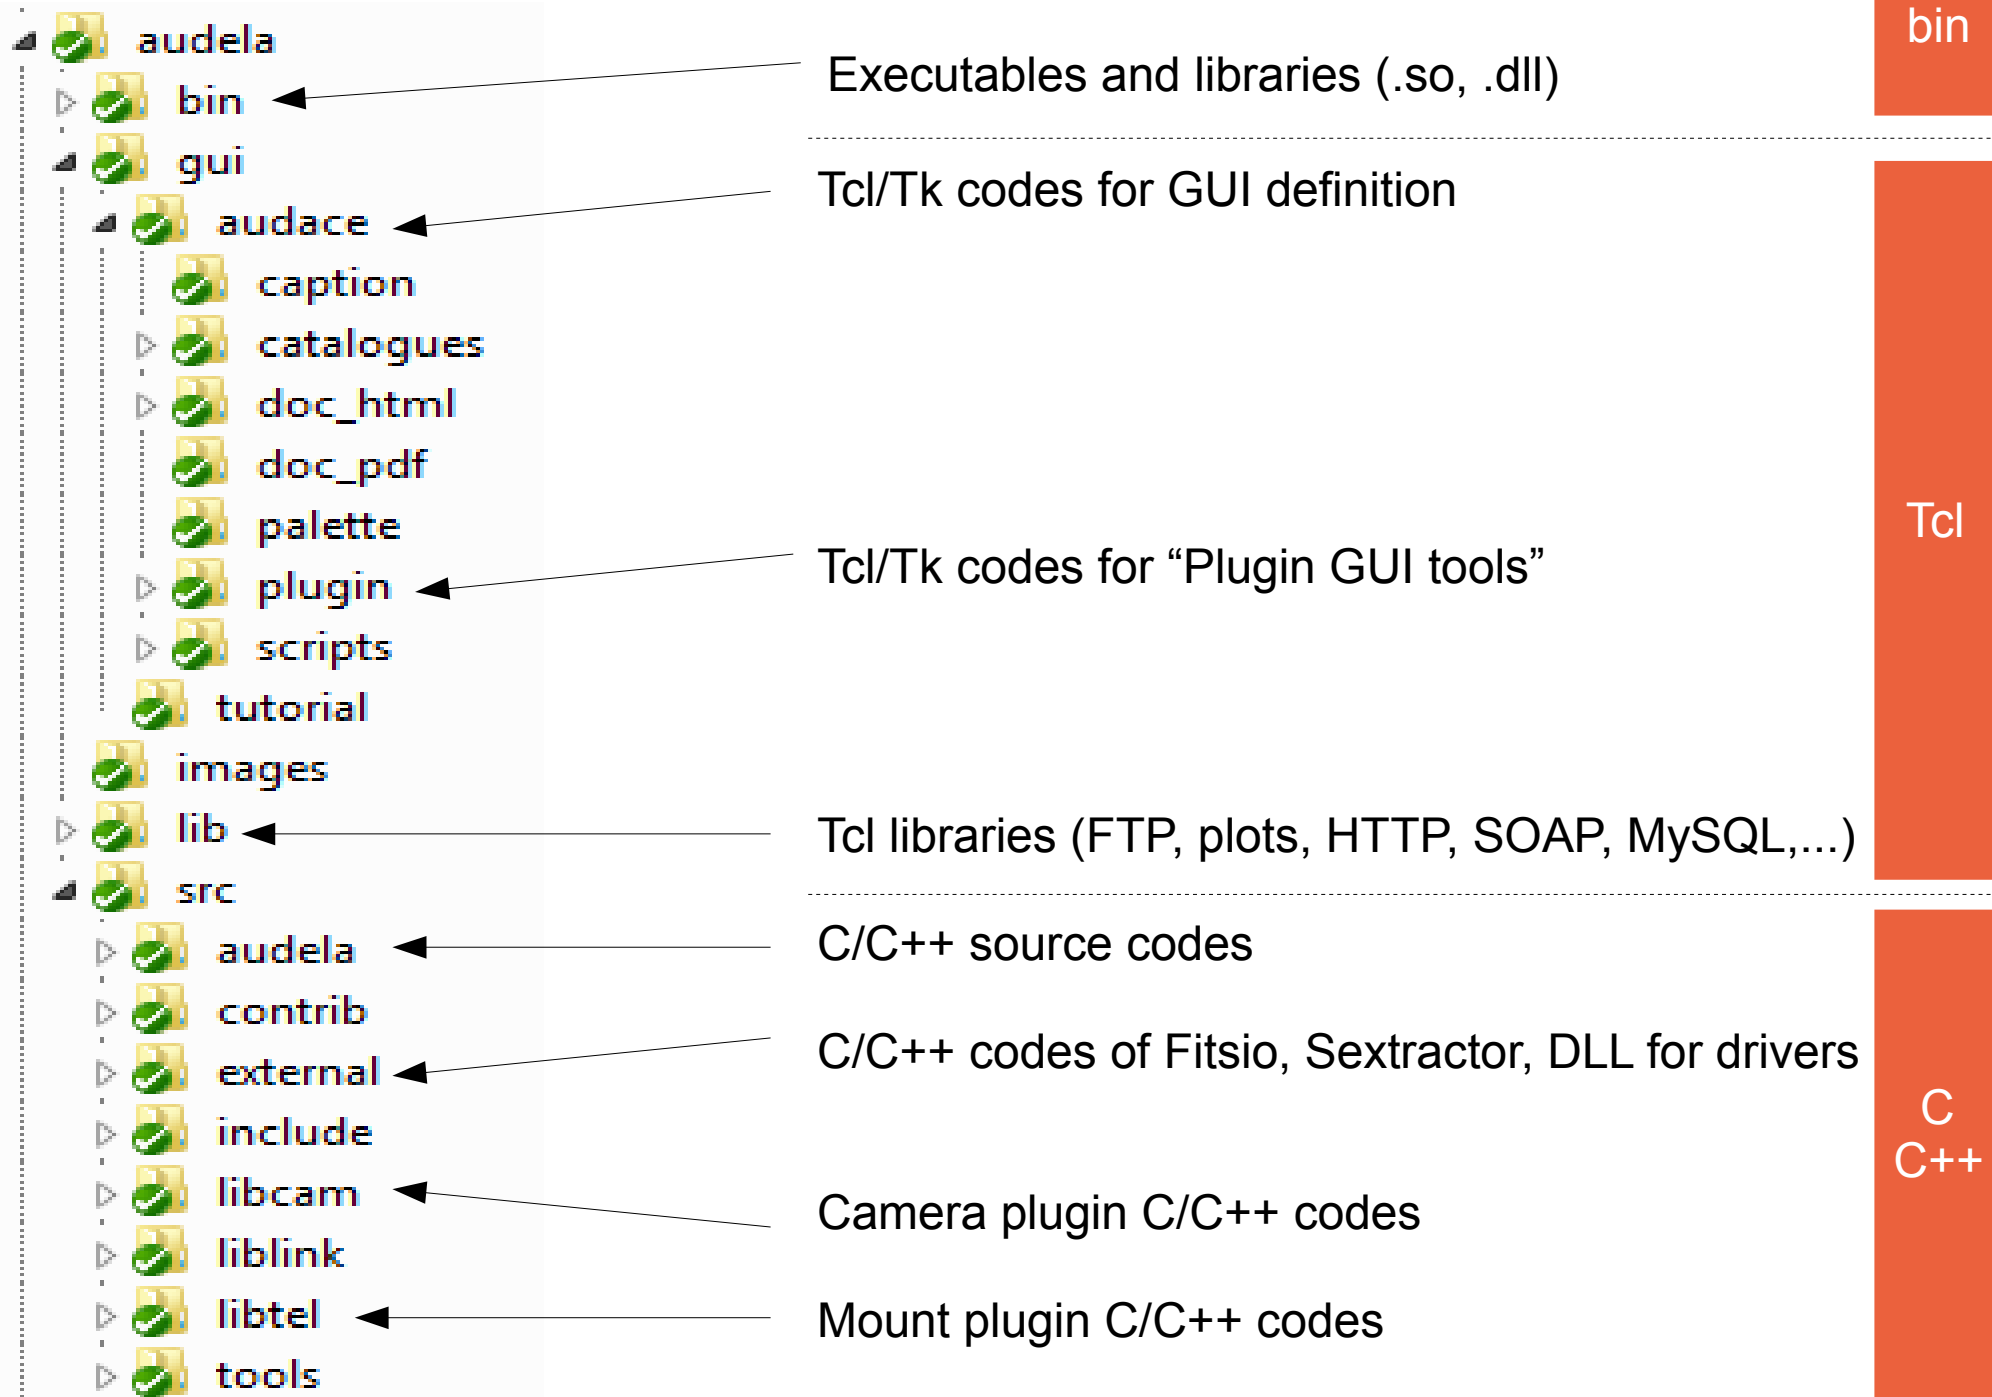 audela
bin
Executables and libraries (.so, .dll)
bin
gui
audace
Tcl/Tk codes for GUI definition
caption
catalogues
doc_html
doc_pdf
palette
Tcl
plugin
Tcl/Tk codes for “Plugin GUI tools”
scripts
tutorial
images
lib
Tcl libraries (FTP, plots, HTTP, SOAP, MySQL,...)
src
audela
C/C++ source codes
contrib
external
C/C++ codes of Fitsio, Sextractor, DLL for drivers
include
C
C++
libcam
Camera plugin C/C++ codes
liblink
libtel
Mount plugin C/C++ codes
tools